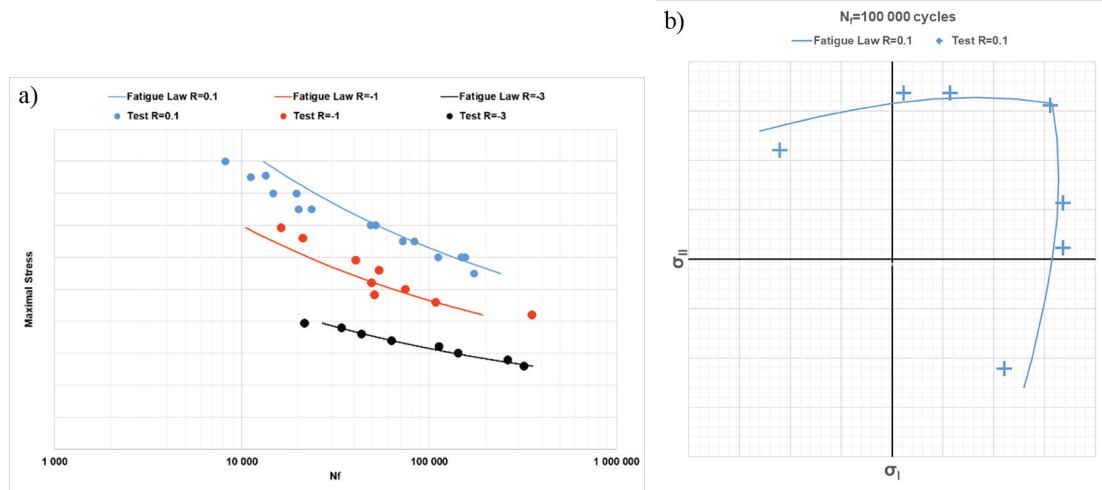 a)
Fatigue Law R=0.1 Fatigue Law R=-1 Fatigue Law R=-3
Test R=0.1 Test R=-1 Test R=-3
Maximal Stress
1 000 10 000 100 000 1 000 000
Nf
b)
Nf=100 000 cycles
Fatigue Law R=0.1 Test R=0.1
σII
σI